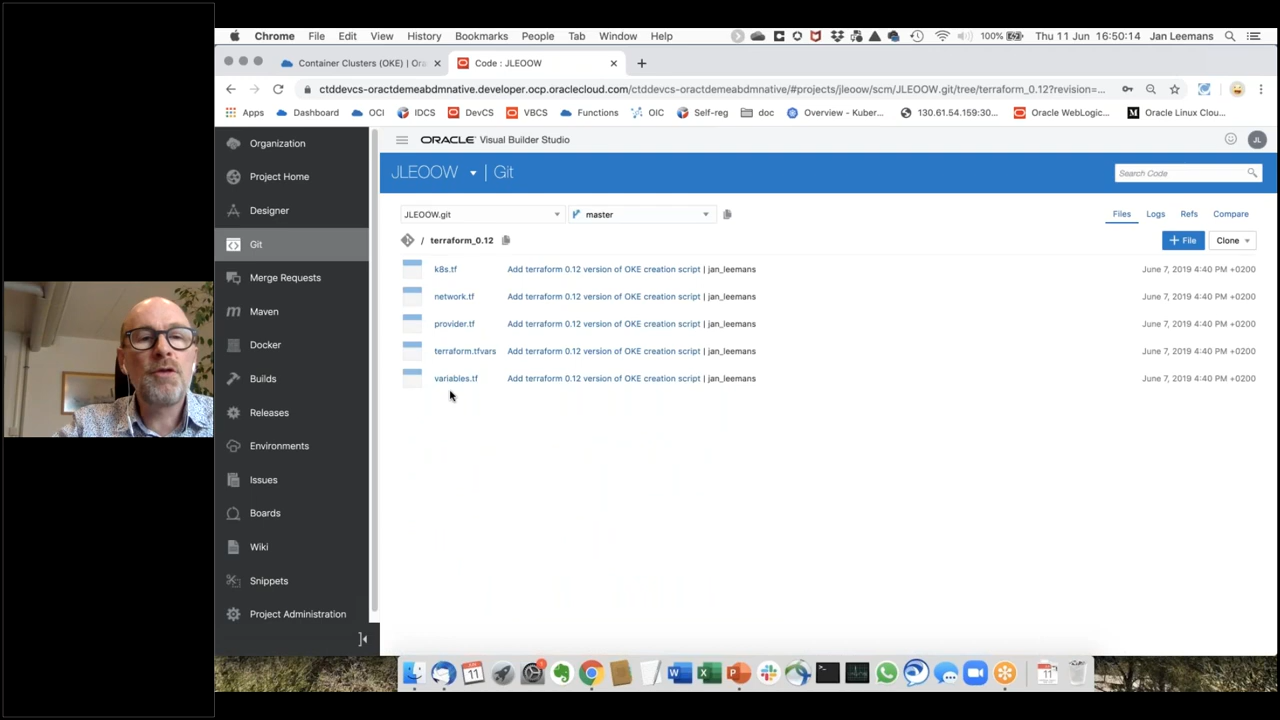 Chrome File Edit View History Bookmarks People Tab Window Help 100% Thu 11 Jun 16:50:14 Jan Leemans
Container Clusters (OKE) | Ora
Code : JLEOOW
ctddevcs-oractdemeabdmnative.developer.ocp.oraclecloud.com/ctddevcs-oractdemeabdmnative/#projects/jleoow/scm/JLEOOW.git/tree/terraform_0.12?revision=...
Apps Dashboard OCI IDCS DevCS VBCS Functions OIC Self-reg doc Overview - Kuber... 130.61.54.159:30... Oracle WebLogic... Oracle Linux Clou...
ORACLE Visual Builder Studio
JL
JLEOOW | Git
Search Code
Organization
Project Home
Designer
Git
Merge Requests
Maven
Docker
Builds
Releases
Environments
Issues
Boards
Wiki
Snippets
Project Administration
JLEOOW.git master
Files Logs Refs Compare
/ terraform_0.12
+ File Clone
k8s.tf Add terraform 0.12 version of OKE creation script | jan_leemans June 7, 2019 4:40 PM +0200
network.tf Add terraform 0.12 version of OKE creation script | jan_leemans June 7, 2019 4:40 PM +0200
provider.tf Add terraform 0.12 version of OKE creation script | jan_leemans June 7, 2019 4:40 PM +0200
terraform.tfvars Add terraform 0.12 version of OKE creation script | jan_leemans June 7, 2019 4:40 PM +0200
variables.tf Add terraform 0.12 version of OKE creation script | jan_leemans June 7, 2019 4:40 PM +0200